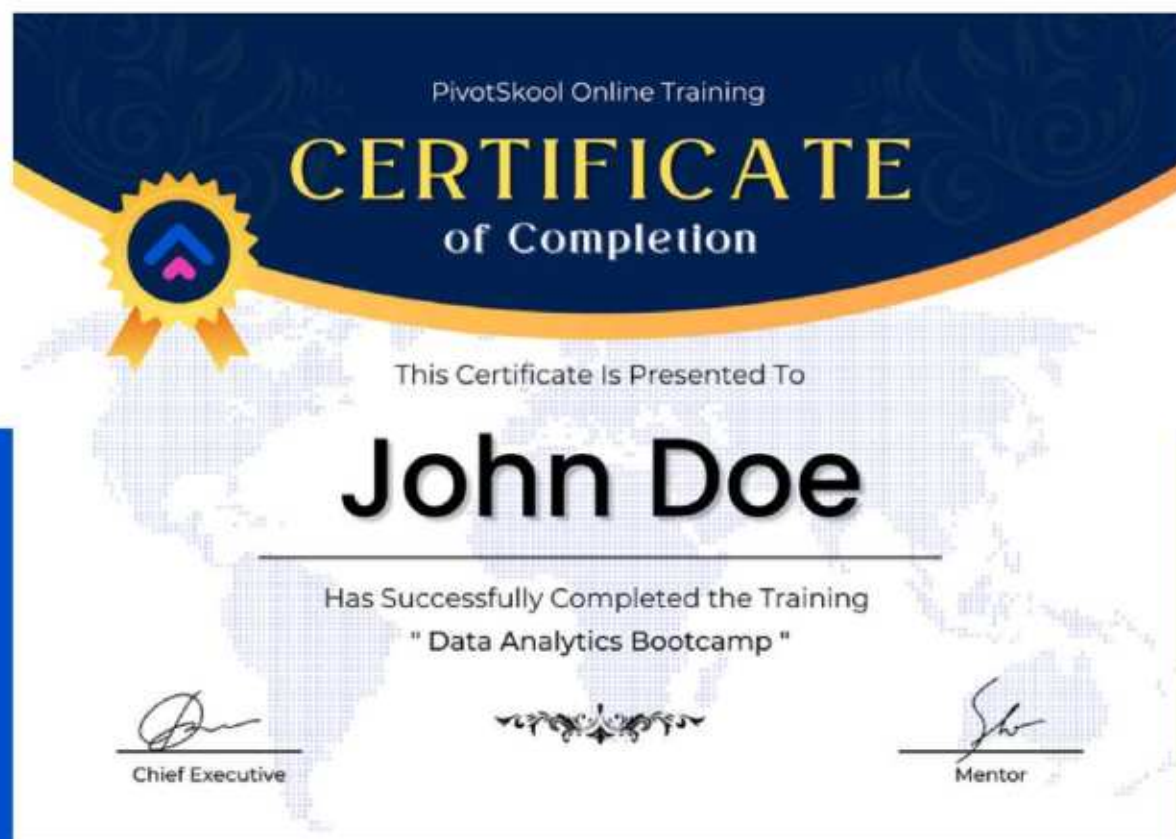 PivotSkool Online Training
CERTIFICATE
of Completion
This Certificate Is Presented To
John Doe
Has Successfully Completed the Training
" Data Analytics Bootcamp "
Chief Executive
Mentor